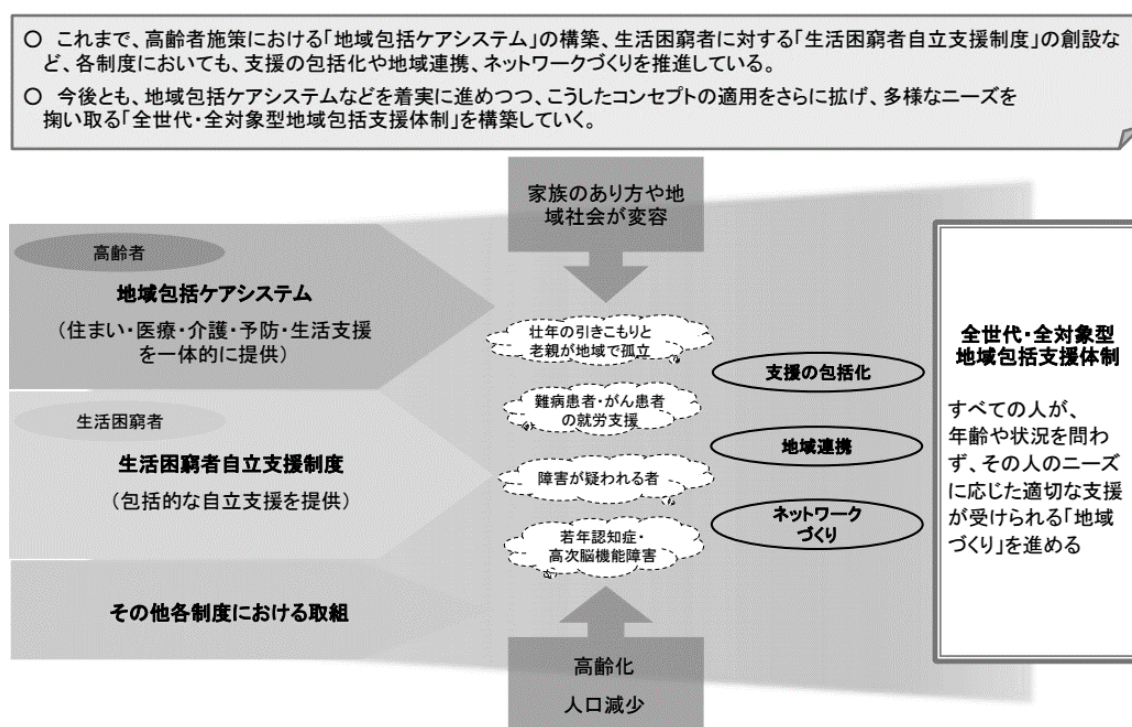 ○ これまで、高齢者施策における「地域包括ケアシステム」の構築、生活困窮者に対する「生活困窮者自立支援制度」の創設な
ど、各制度においても、支援の包括化や地域連携、ネットワークづくりを推進している。
○ 今後とも、地域包括ケアシステムなどを着実に進めつつ、こうしたコンセプトの適用をさらに拡げ、多様なニーズを
掬い取る「全世代・全対象型地域包括支援体制」を構築していく。
家族のあり方や地
域社会が変容
高齢者
地域包括ケアシステム
（住まい・医療・介護・予防・生活支援
を一体的に提供）
生活困窮者
生活困窮者自立支援制度
（包括的な自立支援を提供）
その他各制度における取組
壮年の引きこもりと
老親が地域で孤立
難病患者・がん患者
の就労支援
障害が疑われる者
若年認知症・
高次脳機能障害
高齢化
人口減少
支援の包括化
地域連携
ネットワーク
づくり
全世代・全対象型
地域包括支援体制
すべての人が、
年齢や状況を問わ
ず、その人のニーズ
に応じた適切な支援
が受けられる「地域
づくり」を進める